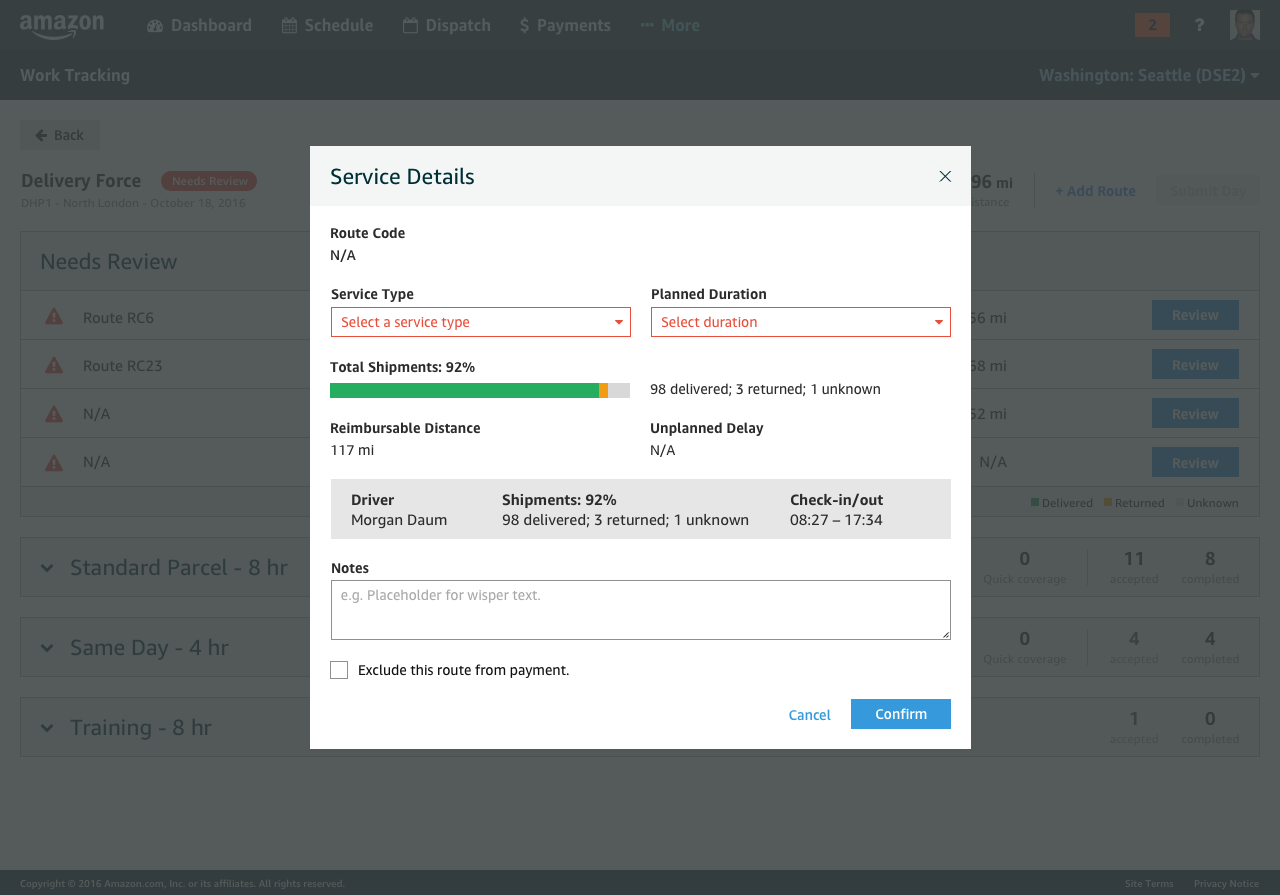 amazon Dashboard Schedule Dispatch $ Payments ··· More 2 ?
Work Tracking Washington: Seattle (DSE2)
Back
Delivery Force Needs Review
DHP1 - North London - October 18, 2016
96 mi
+ Add Route Submit Day
Needs Review
Route RC6 Review
Route RC23 Review
N/A Review
N/A N/A Review
Delivered Returned Unknown
Standard Parcel - 8 hr 0 11 8
Quick coverage accepted completed
Same Day - 4 hr 0 4 4
Quick coverage accepted completed
Training - 8 hr 1 0
accepted completed
Service Details
Route Code
N/A
Service Type Planned Duration
Select a service type Select duration
Total Shipments: 92%
98 delivered; 3 returned; 1 unknown
Reimbursable Distance Unplanned Delay
117 mi N/A
Driver Shipments: 92% Check-in/out
Morgan Daum 98 delivered; 3 returned; 1 unknown 08:27 – 17:34
Notes
e.g. Placeholder for wisper text.
Exclude this route from payment.
Cancel Confirm
Copyright © 2016 Amazon.com, Inc. or its affiliates. All rights reserved. Site Terms Privacy Notice